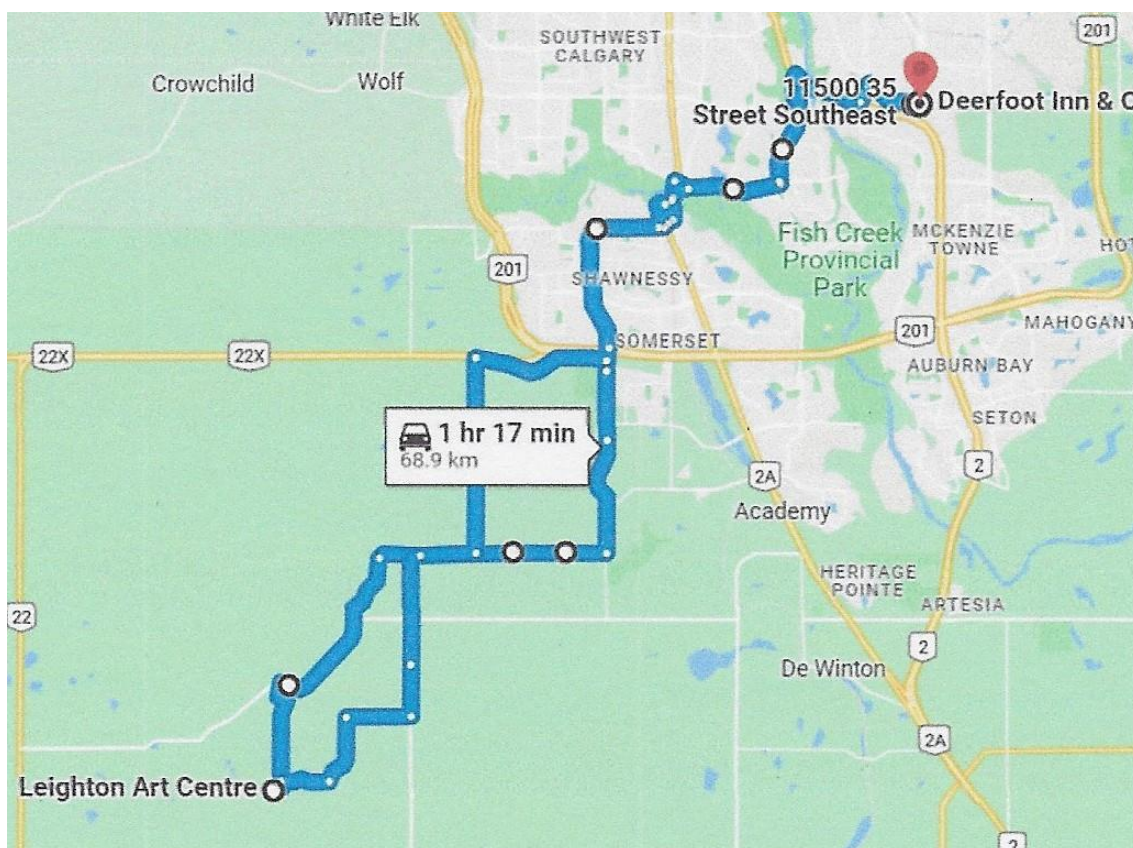 White Elk
SOUTHWEST
CALGARY
201
Crowchild
Wolf
11500 35
Street Southeast
Deerfoot Inn & C
Fish Creek
Provincial
Park
MCKENZIE
TOWNE
HOT
201
SHAWNESSY
201
MAHOGANY
22X
22X
SOMERSET
AUBURN BAY
SETON
1 hr 17 min
68.9 km
2A
2
Academy
HERITAGE
POINTE
ARTESIA
22
2
De Winton
2A
Leighton Art Centre
2